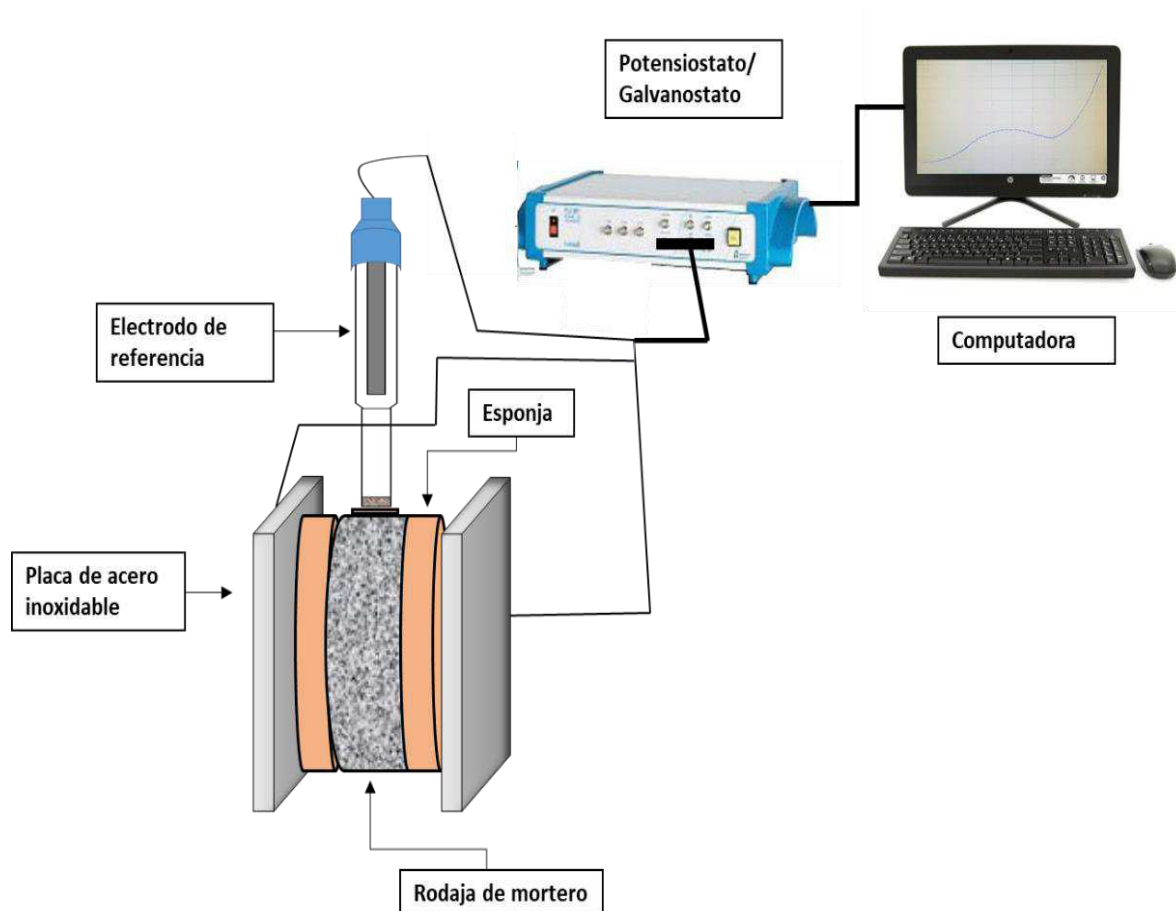 Potensiostato/
Galvanostato
Electrodo de
referencia
Computadora
Esponja
Placa de acero
inoxidable
Rodaja de mortero